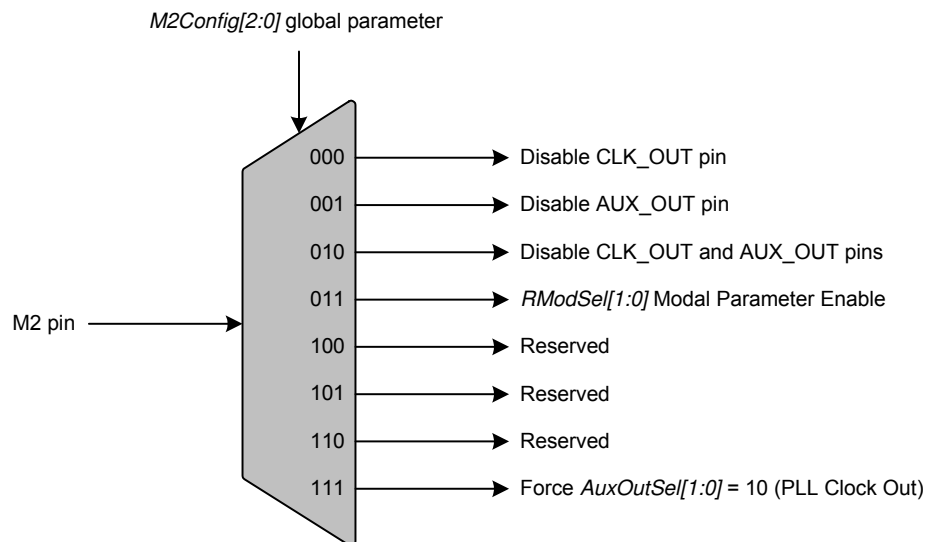 M2Config[2:0] global parameter
000 Disable CLK_OUT pin
001 Disable AUX_OUT pin
010 Disable CLK_OUT and AUX_OUT pins
011 RModSel[1:0] Modal Parameter Enable
M2 pin
100 Reserved
101 Reserved
110 Reserved
111 Force AuxOutSel[1:0] = 10 (PLL Clock Out)